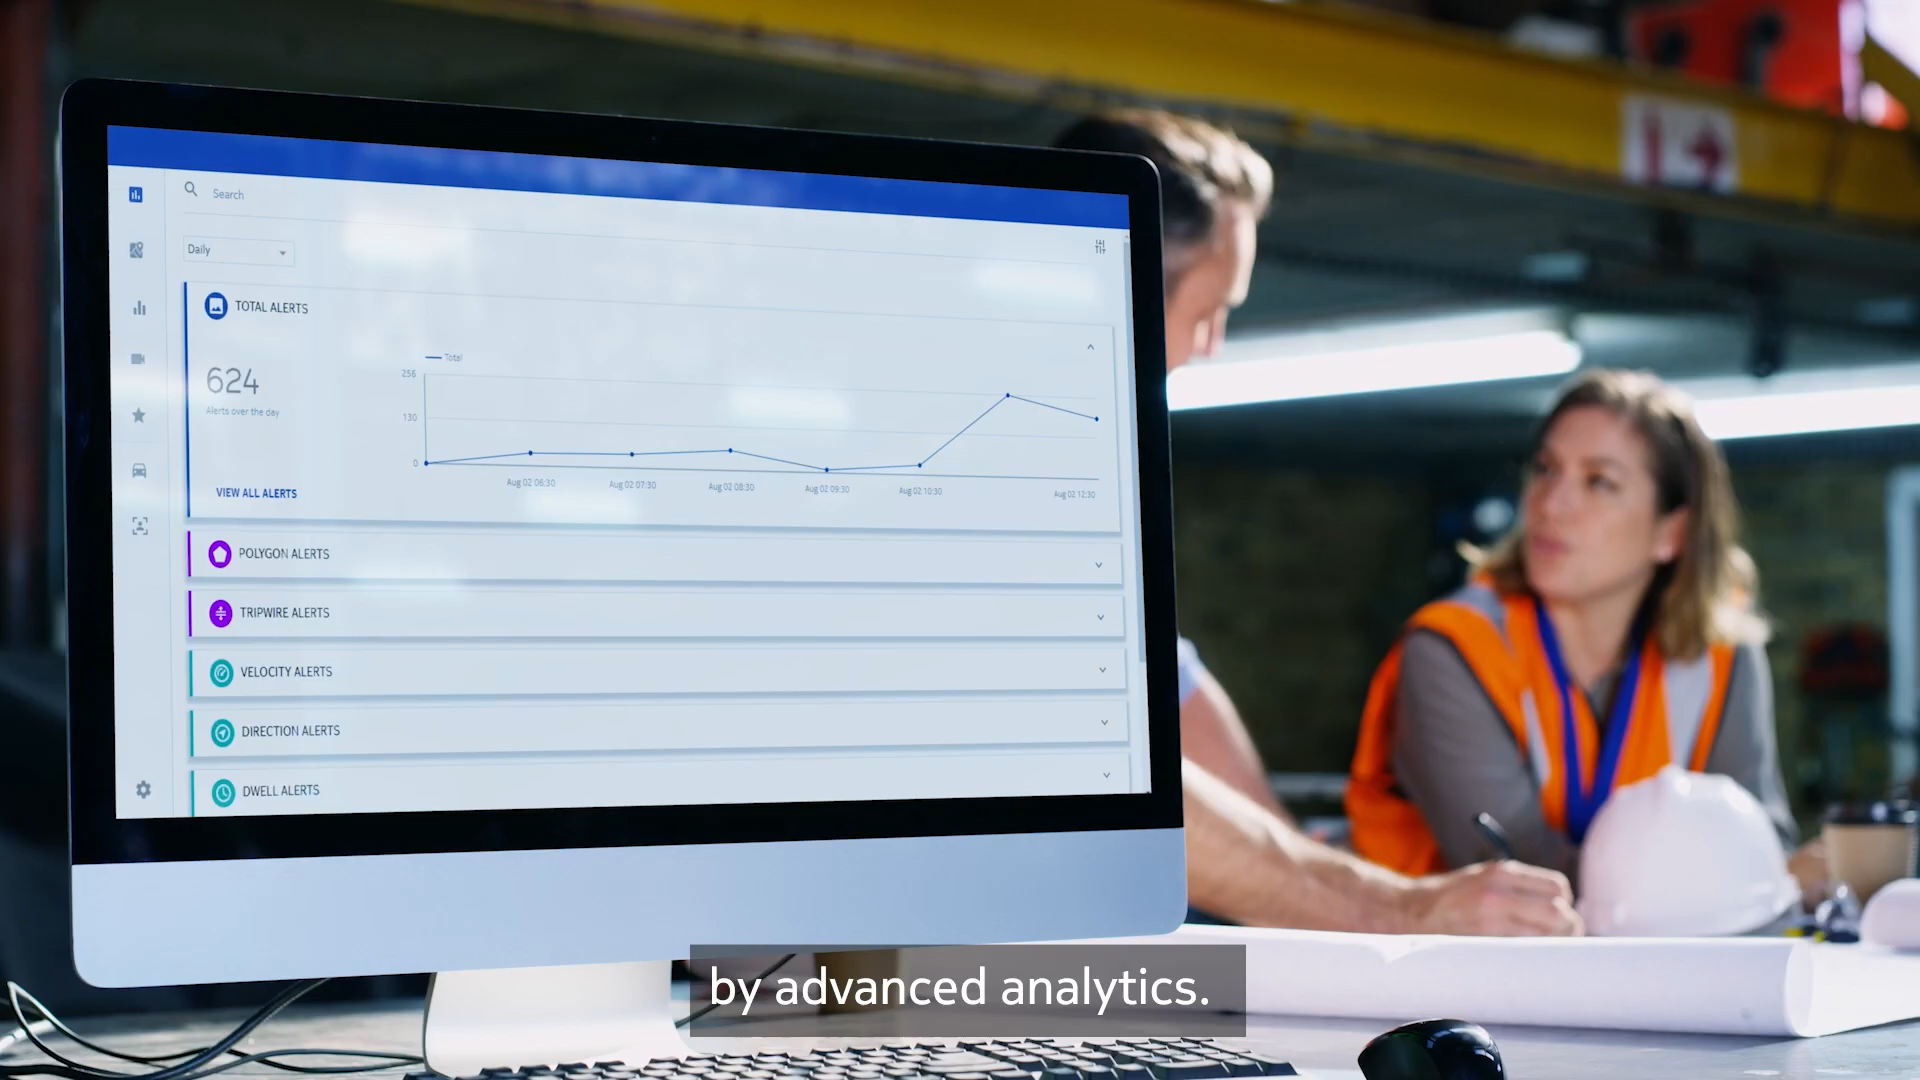 Search
Daily
TOTAL ALERTS
624
Alerts over the day
VIEW ALL ALERTS
Total
256
130
0
Aug 02 06:30
Aug 02 07:30
Aug 02 08:30
Aug 02 09:30
Aug 02 10:30
Aug 02 12:30
POLYGON ALERTS
TRIPWIRE ALERTS
VELOCITY ALERTS
DIRECTION ALERTS
DWELL ALERTS
by advanced analytics.